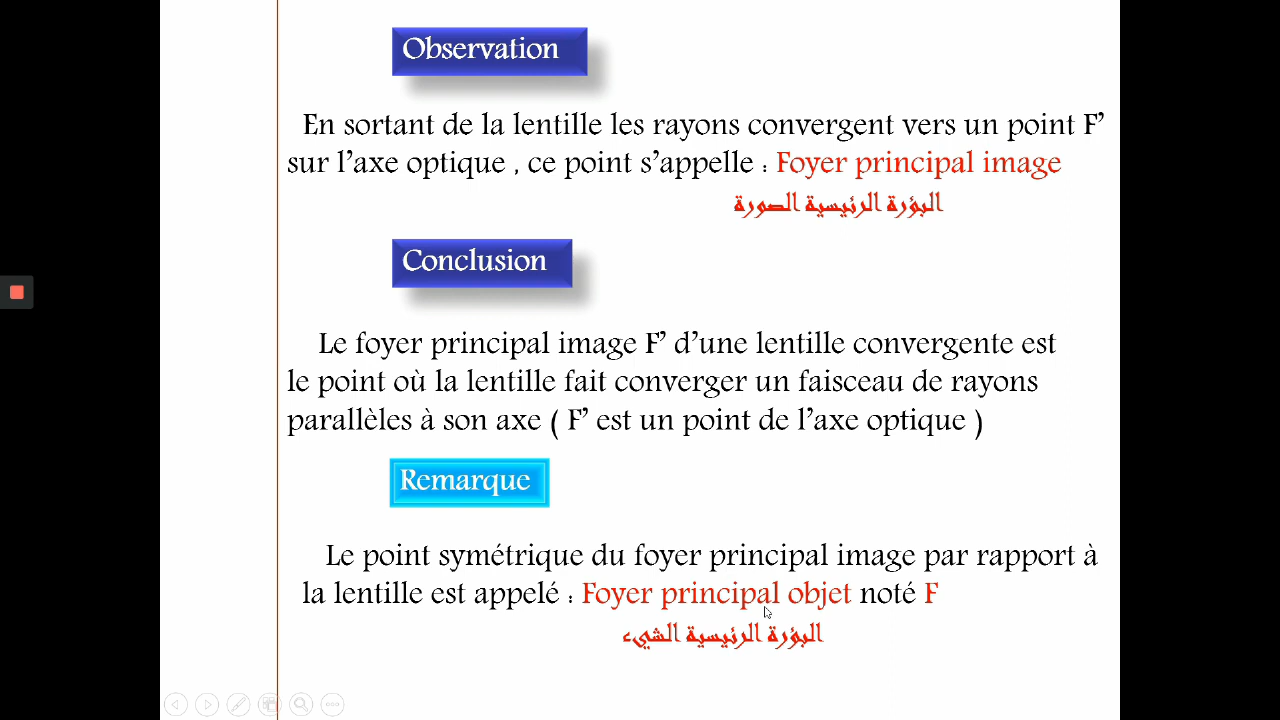 Observation
En sortant de la lentille les rayons convergent vers un point F’
sur l’axe optique , ce point s’appelle : Foyer principal image
البؤرة الرئيسية الصورة
Conclusion
Le foyer principal image F’ d’une lentille convergente est
le point où la lentille fait converger un faisceau de rayons
parallèles à son axe ( F’ est un point de l’axe optique )
Remarque
Le point symétrique du foyer principal image par rapport à
la lentille est appelé : Foyer principal objet noté F
البؤرة الرئيسية الشيء